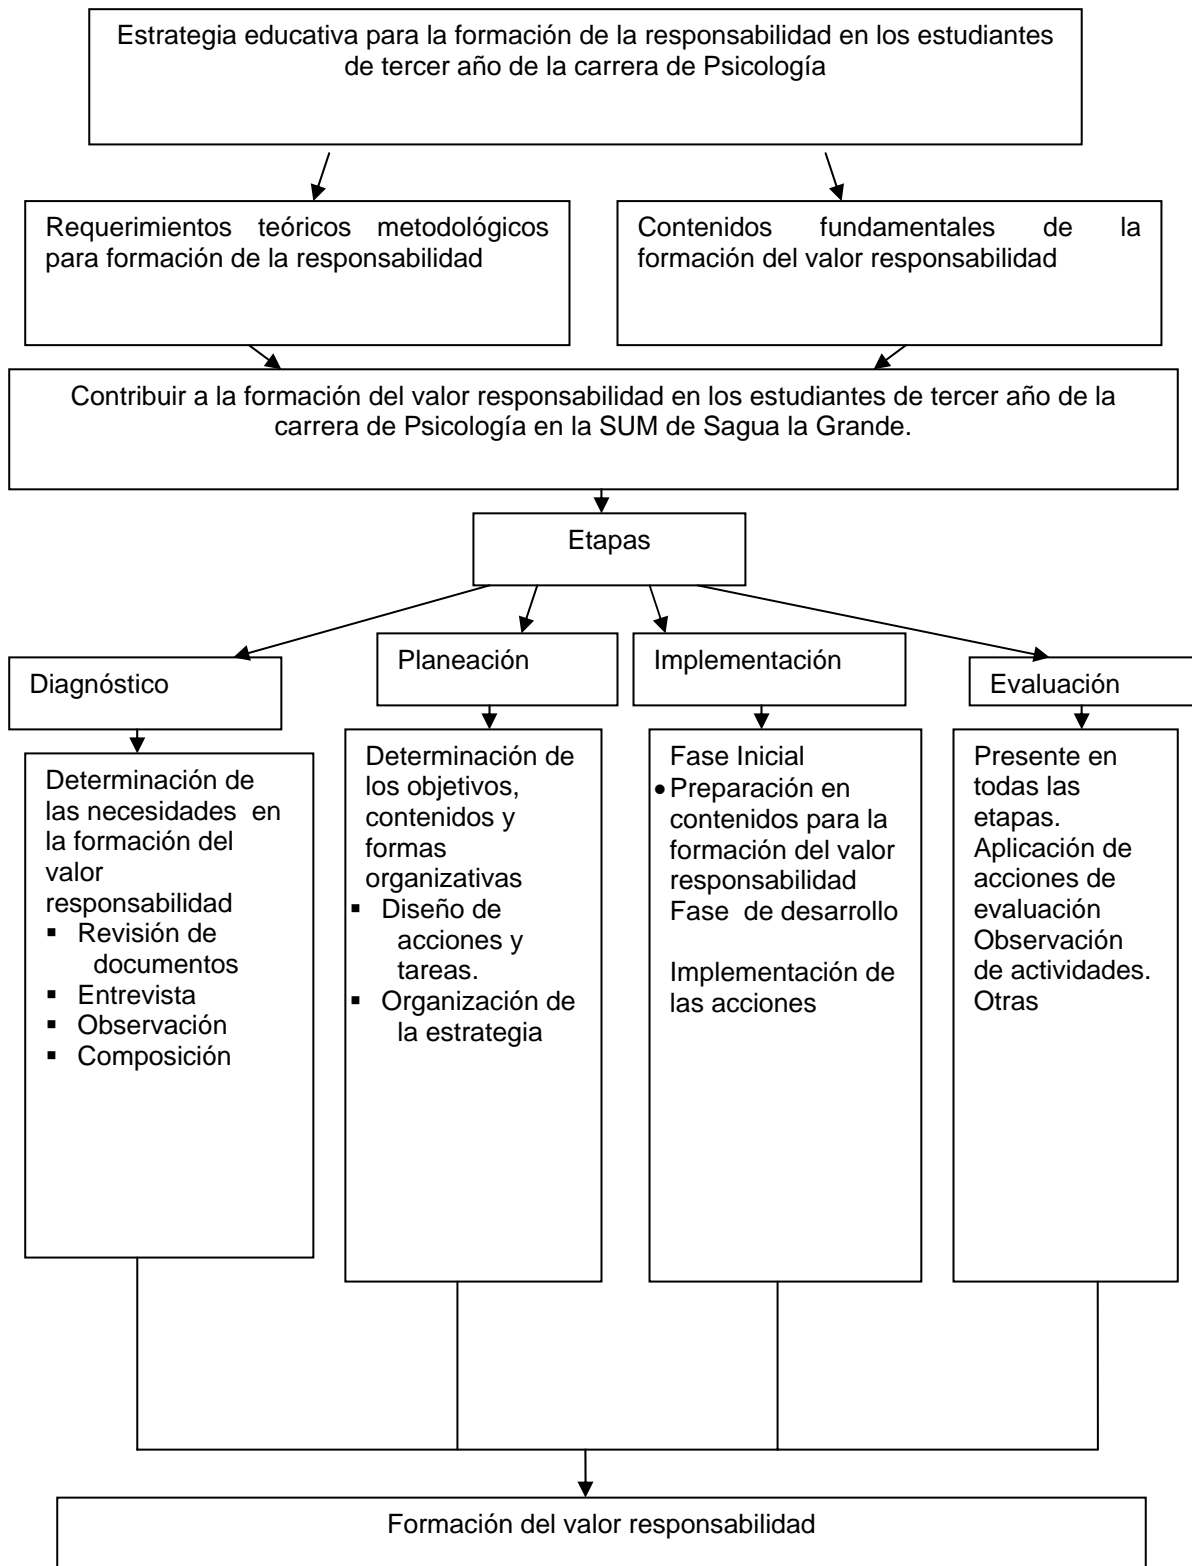 Estrategia educativa para la formación de la responsabilidad en los estudiantes
de tercer año de la carrera de Psicología
Requerimientos teóricos metodológicos
para formación de la responsabilidad
Contenidos fundamentales de la
formación del valor responsabilidad
Contribuir a la formación del valor responsabilidad en los estudiantes de tercer año de la
carrera de Psicología en la SUM de Sagua la Grande.
Etapas
Diagnóstico
Planeación
Implementación
Evaluación
Determinación de
las necesidades en
la formación del
valor
responsabilidad
▪ Revisión de
documentos
▪ Entrevista
▪ Observación
▪ Composición
Determinación de
los objetivos,
contenidos y
formas
organizativas
▪ Diseño de
acciones y
tareas.
▪ Organización de
la estrategia
Fase Inicial
• Preparación en
contenidos para la
formación del valor
responsabilidad
Fase de desarrollo
Implementación de
las acciones
Presente en
todas las
etapas.
Aplicación de
acciones de
evaluación
Observación
de actividades.
Otras
Formación del valor responsabilidad